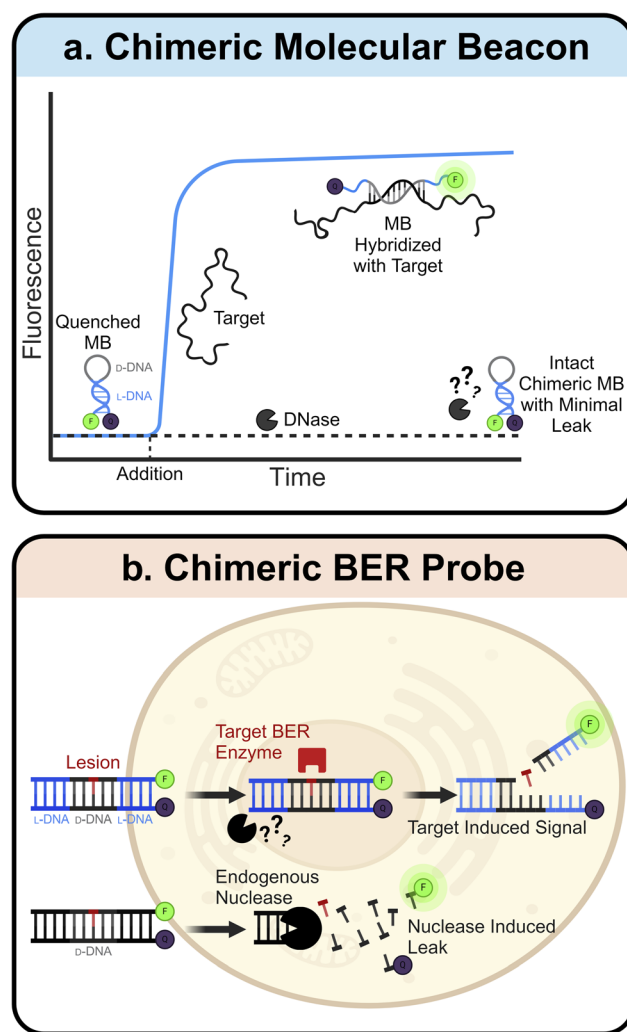 a. Chimeric Molecular Beacon
Fluorescence
Quenched
MB
D-DNA
L-DNA
F
Q
Target
Q
F
MB
Hybridized
with Target
DNase
???
F
Q
Intact
Chimeric MB
with Minimal
Leak
Addition
Time
b. Chimeric BER Probe
Lesion
F
Q
L-DNA D-DNA L-DNA
Target BER
Enzyme
F
Q
???
F
Q
Target Induced Signal
F
Q
D-DNA
Endogenous
Nuclease
F
Q
Nuclease Induced
Leak